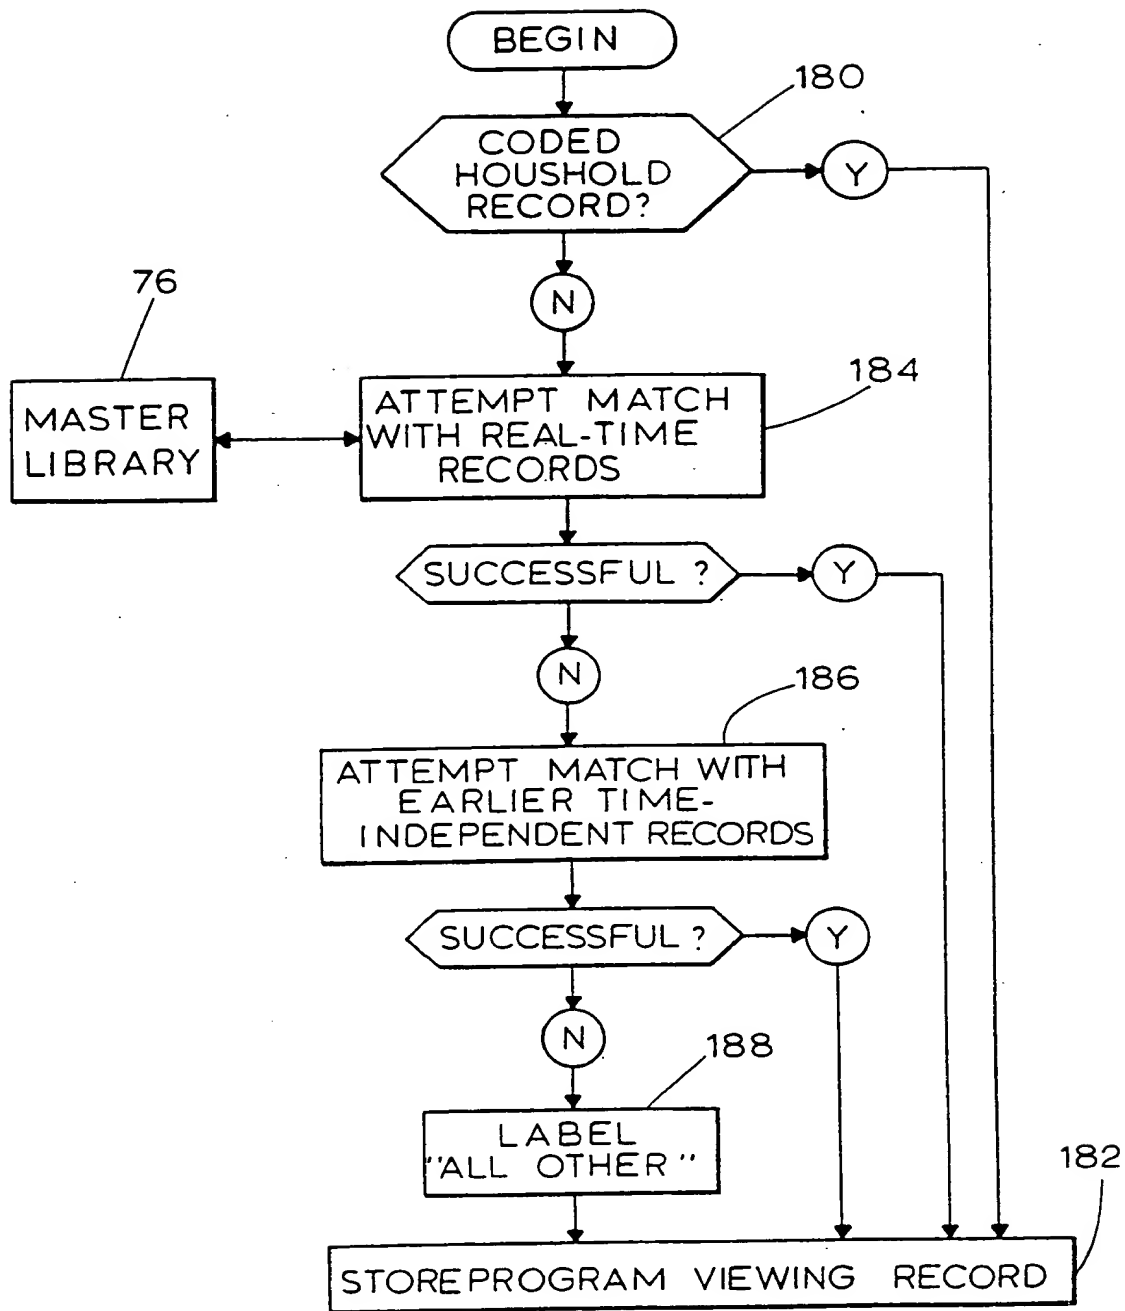 BEGIN
180
CODED
HOUSHOLD
RECORD?
Y
N
76
MASTER
LIBRARY
184
ATTEMPT MATCH
WITH REAL-TIME
RECORDS
SUCCESSFUL ?
Y
N
186
ATTEMPT MATCH WITH
EARLIER TIME-
INDEPENDENT RECORDS
SUCCESSFUL ?
Y
N
188
LABEL
"ALL OTHER"
182
STOREPROGRAM VIEWING RECORD